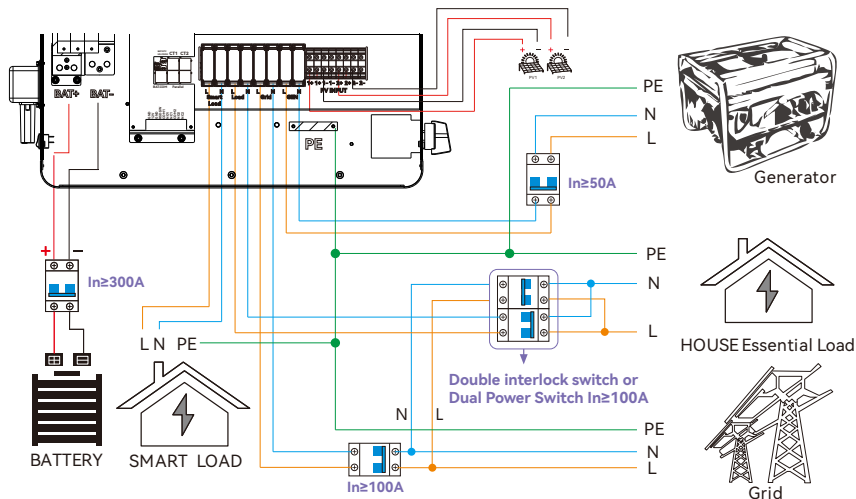 CT1 CT2
Parallel
BAT+ BAT-
L N L N L N L N
Smart
Load
Load
Grid
GEN
PV INPUT
PE
+ - + -
PV1 PV2
PE
N
L
Generator
In≥50A
+ −
In≥300A
PE
N
L
HOUSE Essential Load
L N PE
Double interlock switch or
Dual Power Switch In≥100A
N L
PE
N
L
BATTERY
SMART LOAD
In≥100A
Grid